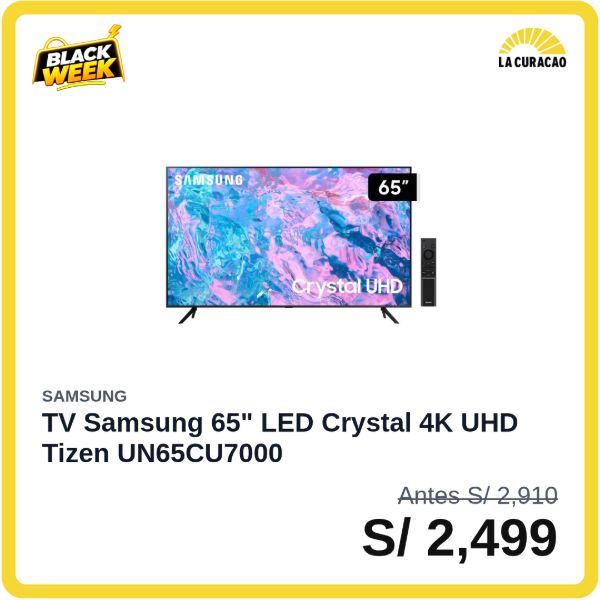 BLACK
WEEK
LA CURACAO
SAMSUNG
65"
Crystal UHD
SAMSUNG
TV Samsung 65" LED Crystal 4K UHD
Tizen UN65CU7000
Antes S/ 2,910
S/ 2,499